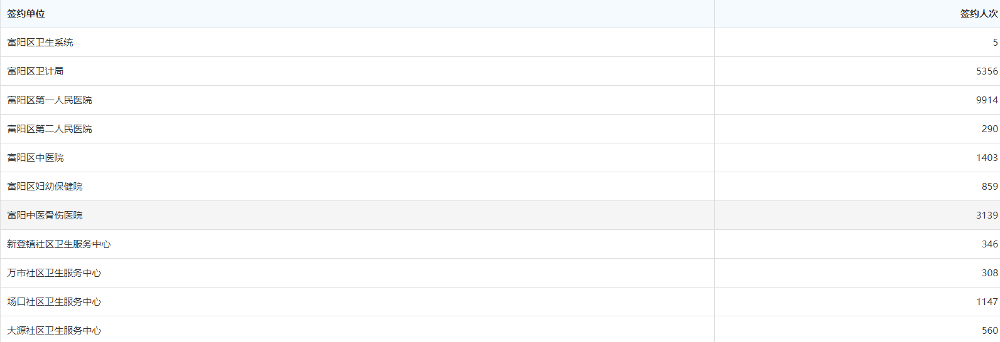 签约单位 签约人次
富阳区卫生系统 5
富阳区卫计局 5356
富阳区第一人民医院 9914
富阳区第二人民医院 290
富阳区中医院 1403
富阳区妇幼保健院 859
富阳中医骨伤医院 3139
新登镇社区卫生服务中心 346
万市社区卫生服务中心 308
场口社区卫生服务中心 1147
大源社区卫生服务中心 560